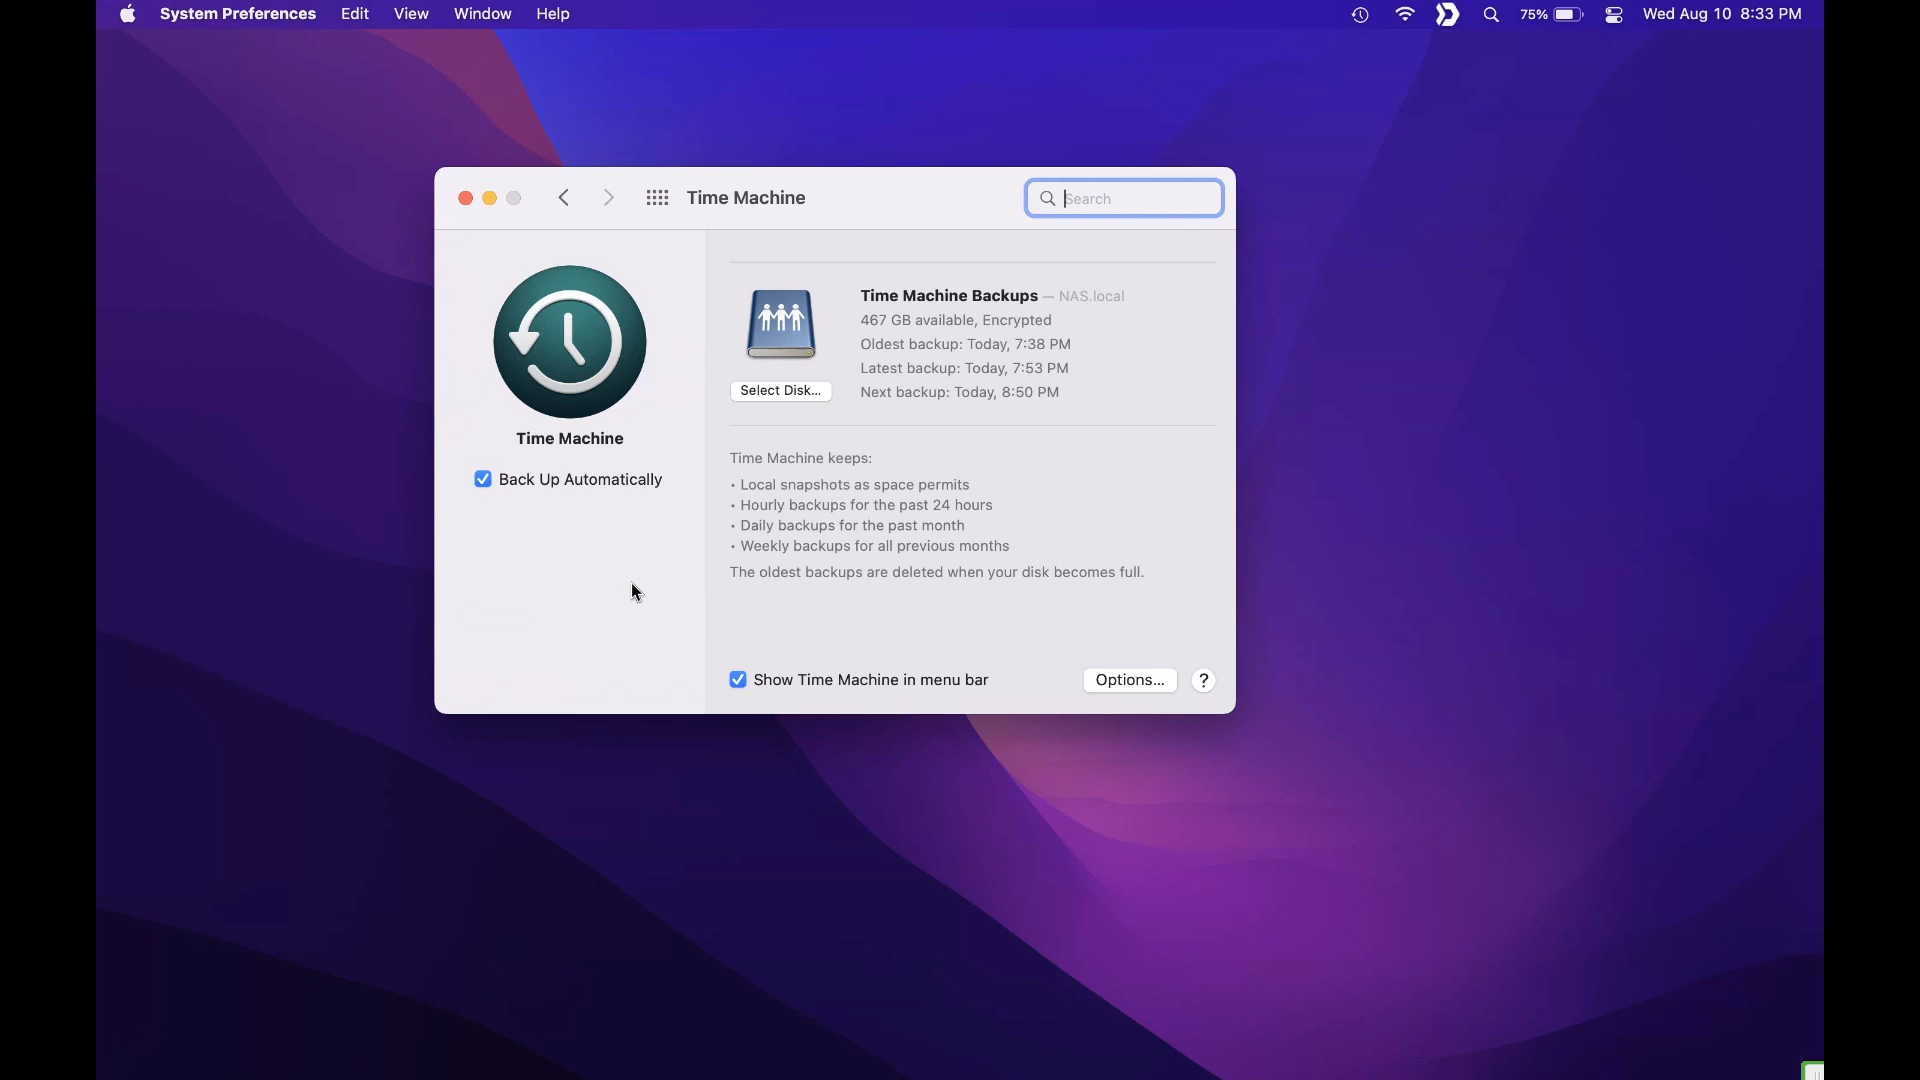 System Preferences Edit View Window Help 75% Wed Aug 10 8:33 PM
Time Machine Search
Time Machine Backups — NAS.local
467 GB available, Encrypted
Oldest backup: Today, 7:38 PM
Latest backup: Today, 7:53 PM
Select Disk...
Next backup: Today, 8:50 PM
Time Machine
Back Up Automatically
Time Machine keeps:
• Local snapshots as space permits
• Hourly backups for the past 24 hours
• Daily backups for the past month
• Weekly backups for all previous months
The oldest backups are deleted when your disk becomes full.
Show Time Machine in menu bar Options... ?